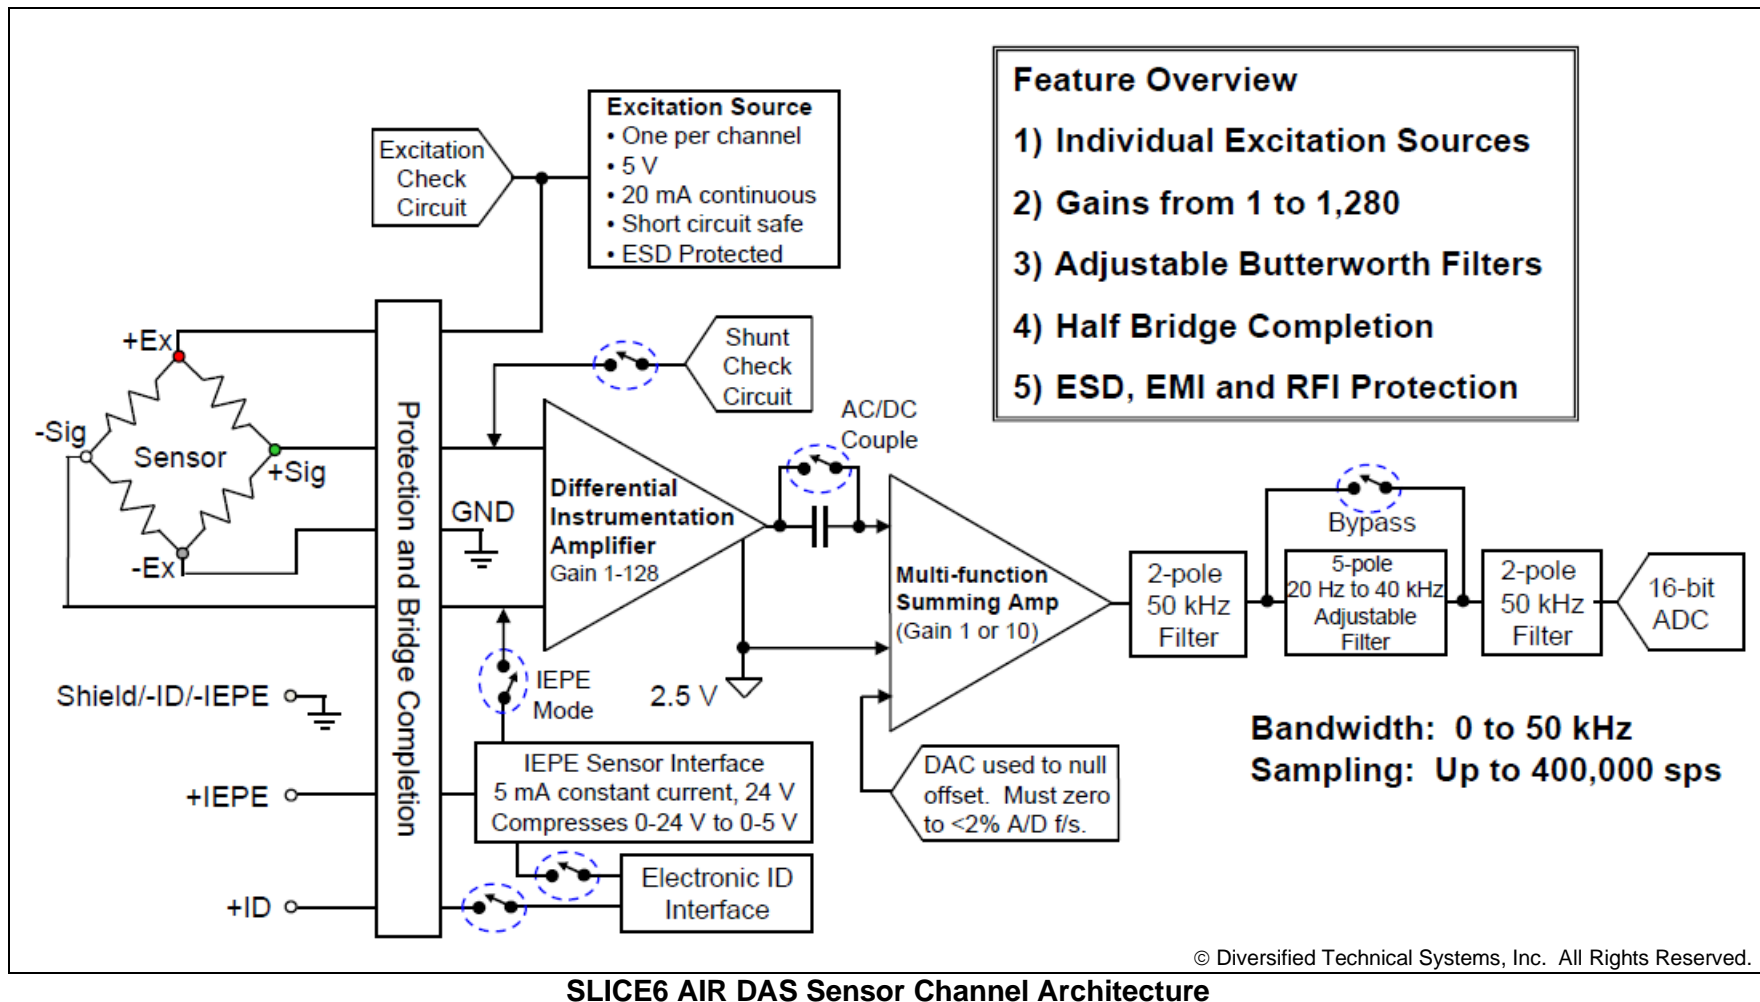 Feature Overview
1) Individual Excitation Sources
2) Gains from 1 to 1,280
3) Adjustable Butterworth Filters
4) Half Bridge Completion
5) ESD, EMI and RFI Protection
Excitation Source
• One per channel
• 5 V
• 20 mA continuous
• Short circuit safe
• ESD Protected
Excitation
Check
Circuit
+Ex
-Sig
Sensor
+Sig
-Ex
Protection and Bridge Completion
GND
Shunt
Check
Circuit
Differential
Instrumentation
Amplifier
Gain 1-128
AC/DC
Couple
Multi-function
Summing Amp
(Gain 1 or 10)
2.5 V
2-pole
50 kHz
Filter
Bypass
5-pole
20 Hz to 40 kHz
Adjustable
Filter
2-pole
50 kHz
Filter
16-bit
ADC
IEPE
Mode
Shield/-ID/-IEPE
+IEPE
+ID
IEPE Sensor Interface
5 mA constant current, 24 V
Compresses 0-24 V to 0-5 V
Electronic ID
Interface
DAC used to null
offset. Must zero
to <2% A/D f/s.
Bandwidth: 0 to 50 kHz
Sampling: Up to 400,000 sps
© Diversified Technical Systems, Inc. All Rights Reserved.
SLICE6 AIR DAS Sensor Channel Architecture